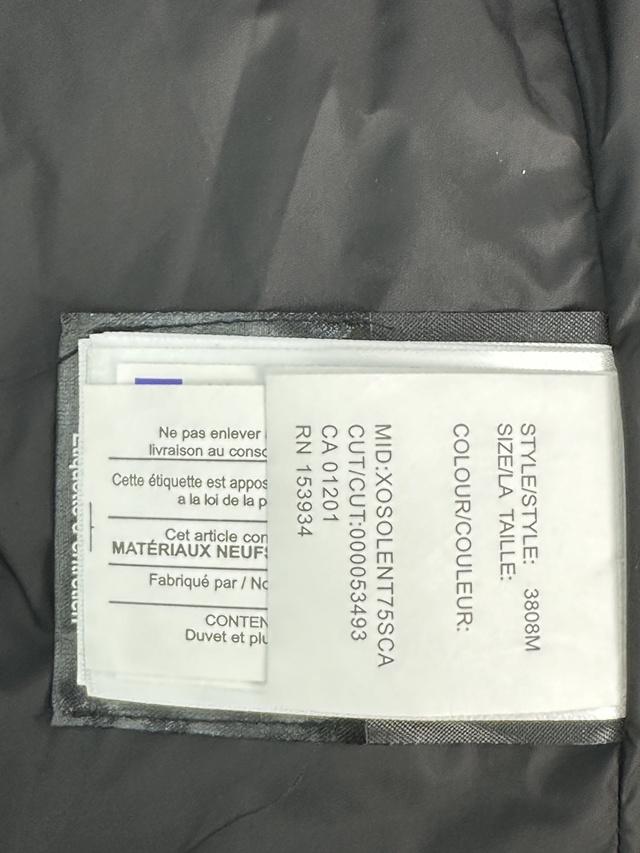 STYLE/STYLE: 3808M
SIZE/LA TAILLE:
COLOUR/COULEUR:
MID:XOSOLENT75SCA
CUT/CUT:000053493
CA 01201
RN 153934
Ne pas enlever
livraison au conso
Cette étiquette est appos
a la loi de la p
Cet article con
MATÉRIAUX NEUFS
Fabriqué par / No
CONTEN
Duvet et plu